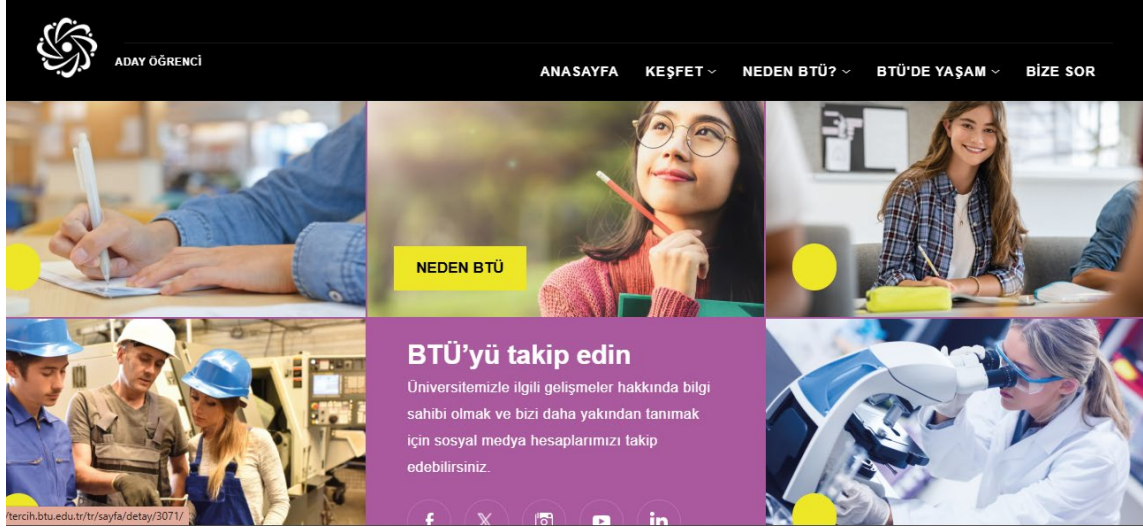 ADAY ÖĞRENCİ
ANASAYFA KEŞFET NEDEN BTÜ? BTÜ'DE YAŞAM BİZE SOR
NEDEN BTÜ
BTÜ’yü takip edin
Üniversitemizle ilgili gelişmeler hakkında bilgi
sahibi olmak ve bizi daha yakından tanımak
için sosyal medya hesaplarımızı takip
edebilirsiniz.
/tercih.btu.edu.tr/tr/sayfa/detay/3071/